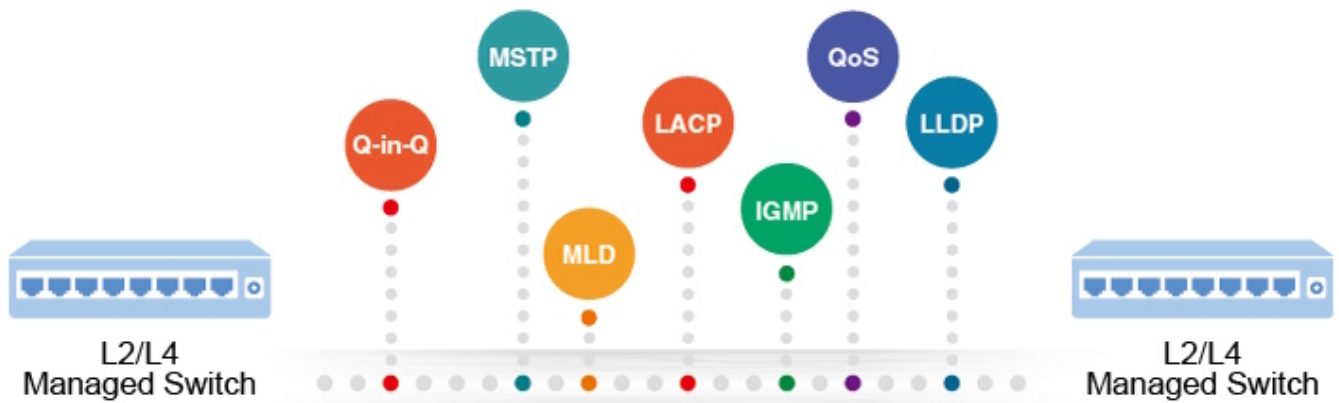 MSTP
QoS
LACP
LLDP
Q-in-Q
IGMP
MLD
L2/L4
Managed Switch
L2/L4
Managed Switch